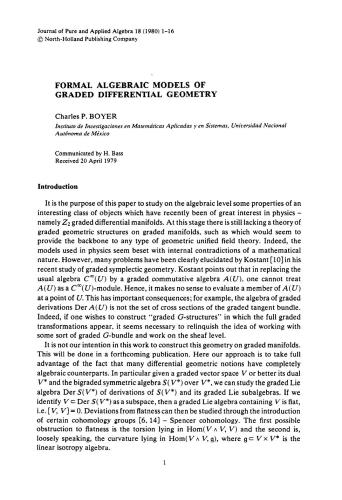 Journal of Pure and Applied Algebra 18 (1980) 1–16
© North-Holland Publishing Company
FORMAL ALGEBRAIC MODELS OF
GRADED DIFFERENTIAL GEOMETRY
Charles P. BOYER
Instituto de Investigaciones en Matemáticas Aplicadas y en Sistemas, Universidad Nacional
Autónoma de México
Communicated by H. Bass
Received 20 April 1979
Introduction
It is the purpose of this paper to study on the algebraic level some properties of an
interesting class of objects which have recently been of great interest in physics –
namely Z₂ graded differential manifolds. At this stage there is still lacking a theory of
graded geometric structures on graded manifolds, such as which would seem to
provide the backbone to any type of geometric unified field theory. Indeed, the
models used in physics seem beset with internal contradictions of a mathematical
nature. However, many problems have been clearly elucidated by Kostant [10] in his
recent study of graded symplectic geometry. Kostant points out that in replacing the
usual algebra C^∞(U) by a graded commutative algebra A(U), one cannot treat
A(U) as a C^∞(U)-module. Hence, it makes no sense to evaluate a member of A(U)
at a point of U. This has important consequences; for example, the algebra of graded
derivations Der A(U) is not the set of cross sections of the graded tangent bundle.
Indeed, if one wishes to construct "graded G-structures" in which the full graded
transformations appear, it seems necessary to relinquish the idea of working with
some sort of graded G-bundle and work on the sheaf level.
It is not our intention in this work to construct this geometry on graded manifolds.
This will be done in a forthcoming publication. Here our approach is to take full
advantage of the fact that many differential geometric notions have completely
algebraic counterparts. In particular given a graded vector space V or better its dual
V* and the bigraded symmetric algebra S(V*) over V*, we can study the graded Lie
algebra Der S(V*) of derivations of S(V*) and its graded Lie subalgebras. If we
identify V ⊂ Der S(V*) as a subspace, then a graded Lie algebra containing V is flat,
i.e. [V, V] = 0. Deviations from flatness can then be studied through the introduction
of certain cohomology groups [6, 14] – Spencer cohomology. The first possible
obstruction to flatness is the torsion lying in Hom(V ∧ V, V) and the second is,
loosely speaking, the curvature lying in Hom(V ∧ V, g), where g ⊂ V × V* is the
linear isotropy algebra.
1